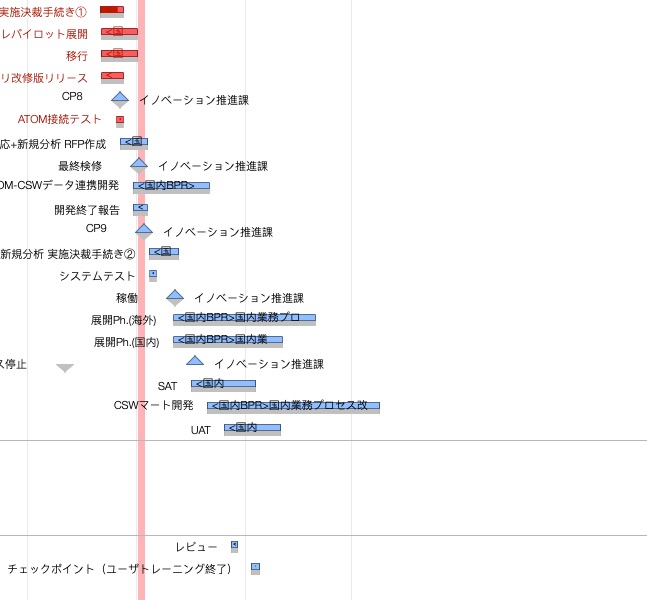 実施決裁手続き①
レパイロット展開 <国
移行 <国
リ改修版リリース <
CP8 イノベーション推進課
ATOM接続テスト
応+新規分析 RFP作成 <国
最終検修 イノベーション推進課
OM-CSWデータ連携開発 <国内BPR>
開発終了報告 <
CP9 イノベーション推進課
新規分析 実施決裁手続き② <国
システムテスト
稼働 イノベーション推進課
展開Ph.(海外) <国内BPR>国内業務プロ
展開Ph.(国内) <国内BPR>国内業
ス停止 イノベーション推進課
SAT <国内
CSWマート開発 <国内BPR>国内業務プロセス改
UAT <国内
レビュー <
チェックポイント（ユーザトレーニング終了）